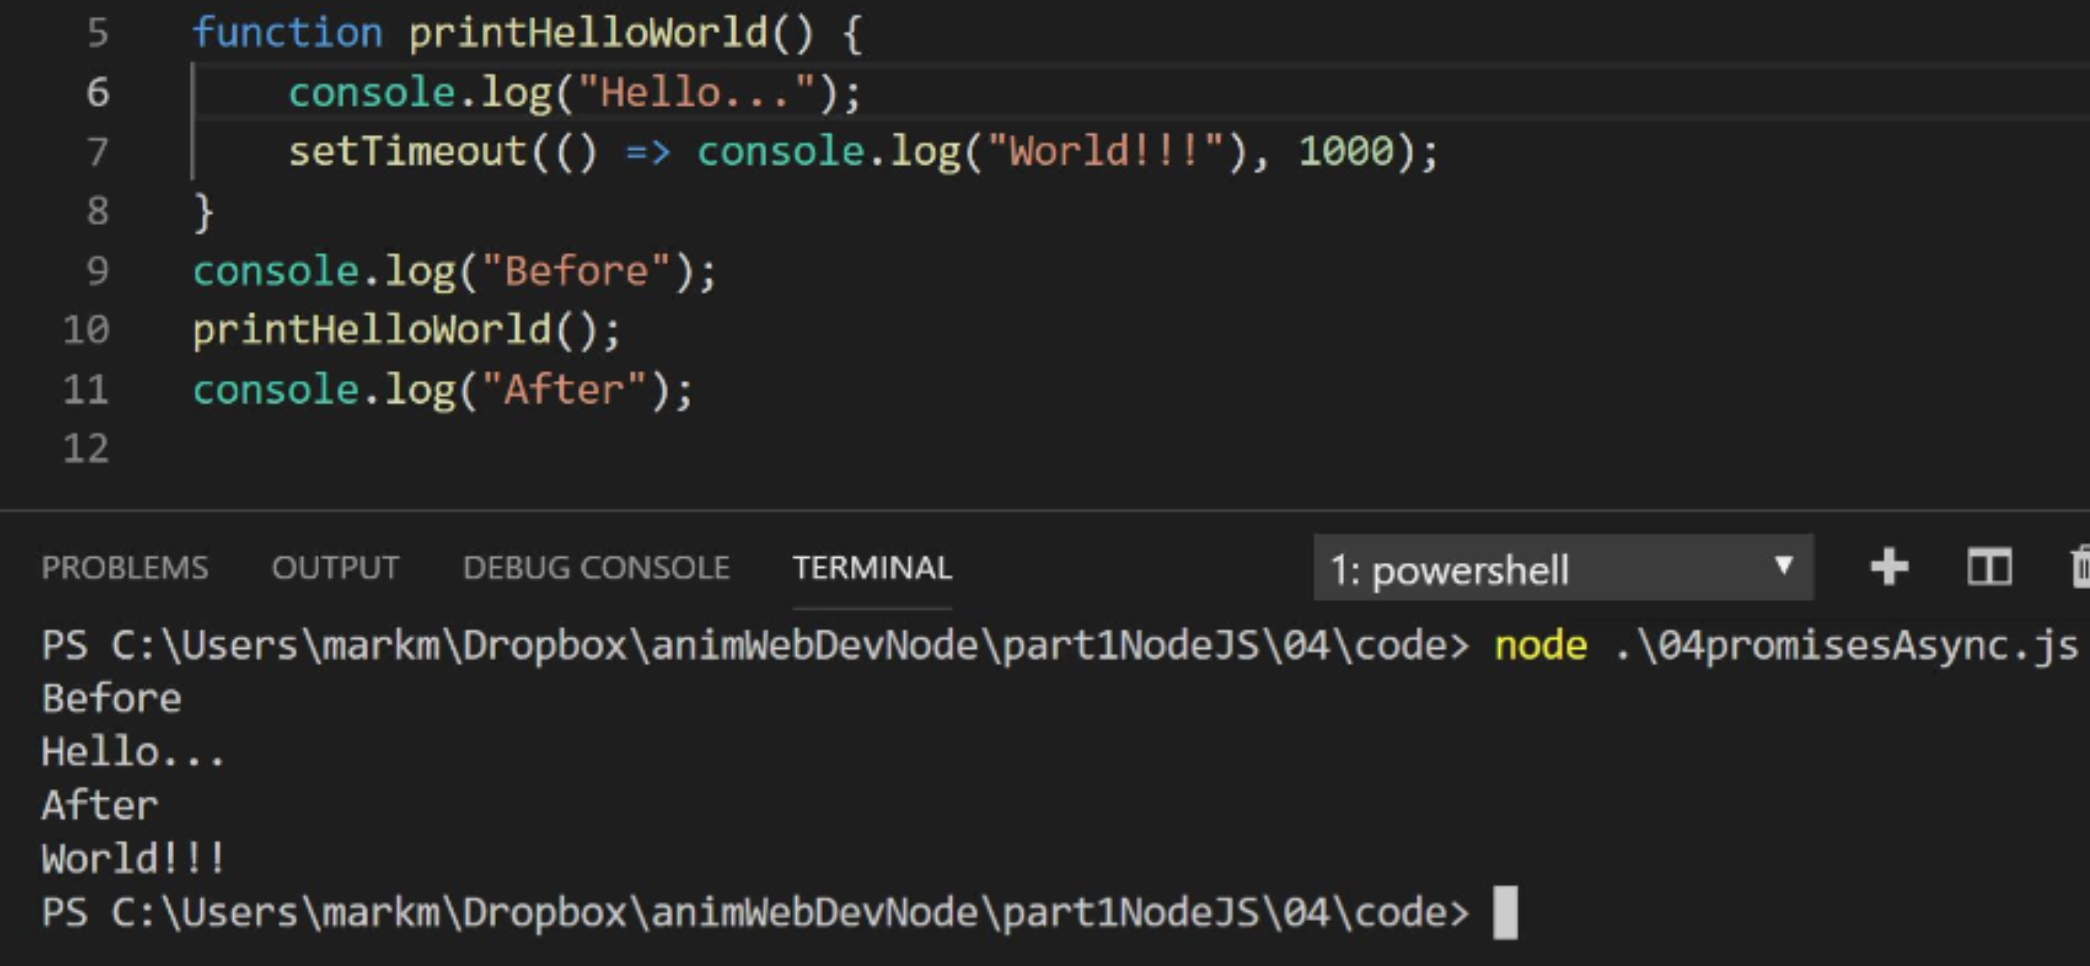 5 function printHelloWorld() {
6 console.log("Hello...");
7 setTimeout(() => console.log("World!!!"), 1000);
8 }
9 console.log("Before");
10 printHelloWorld();
11 console.log("After");
12
PROBLEMS OUTPUT DEBUG CONSOLE TERMINAL 1: powershell
PS C:\Users\markm\Dropbox\animWebDevNode\part1NodeJS\04\code> node .\04promisesAsync.js
Before
Hello...
After
World!!!
PS C:\Users\markm\Dropbox\animWebDevNode\part1NodeJS\04\code>